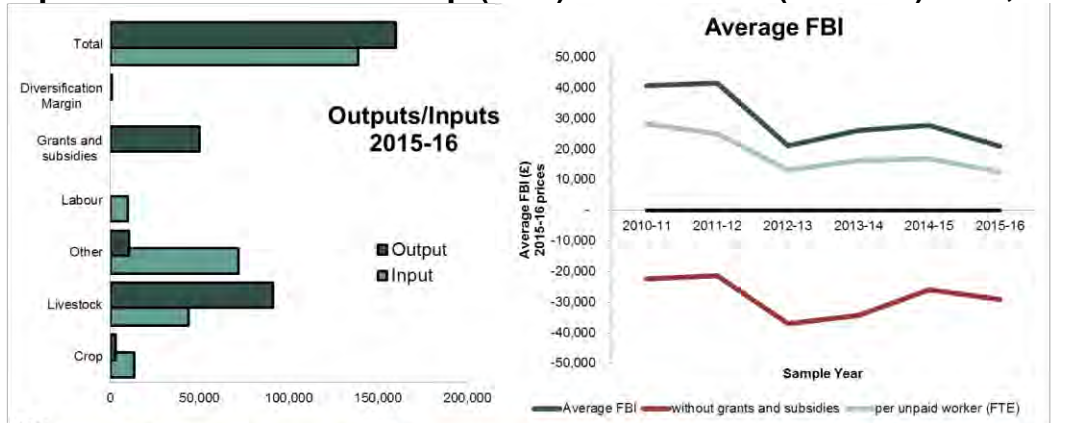 Total
Diversification
Margin
Grants and
subsidies
Labour
Other
Livestock
Crop
0
50,000
100,000
150,000
200,000
Outputs/Inputs
2015-16
Output
Input
Average FBI
50,000
40,000
30,000
20,000
10,000
-
-10,000
-20,000
-30,000
-40,000
-50,000
Average FBI (£)
2015-16 prices
2010-11
2011-12
2012-13
2013-14
2014-15
2015-16
Sample Year
Average FBI
without grants and subsidies
per unpaid worker (FTE)